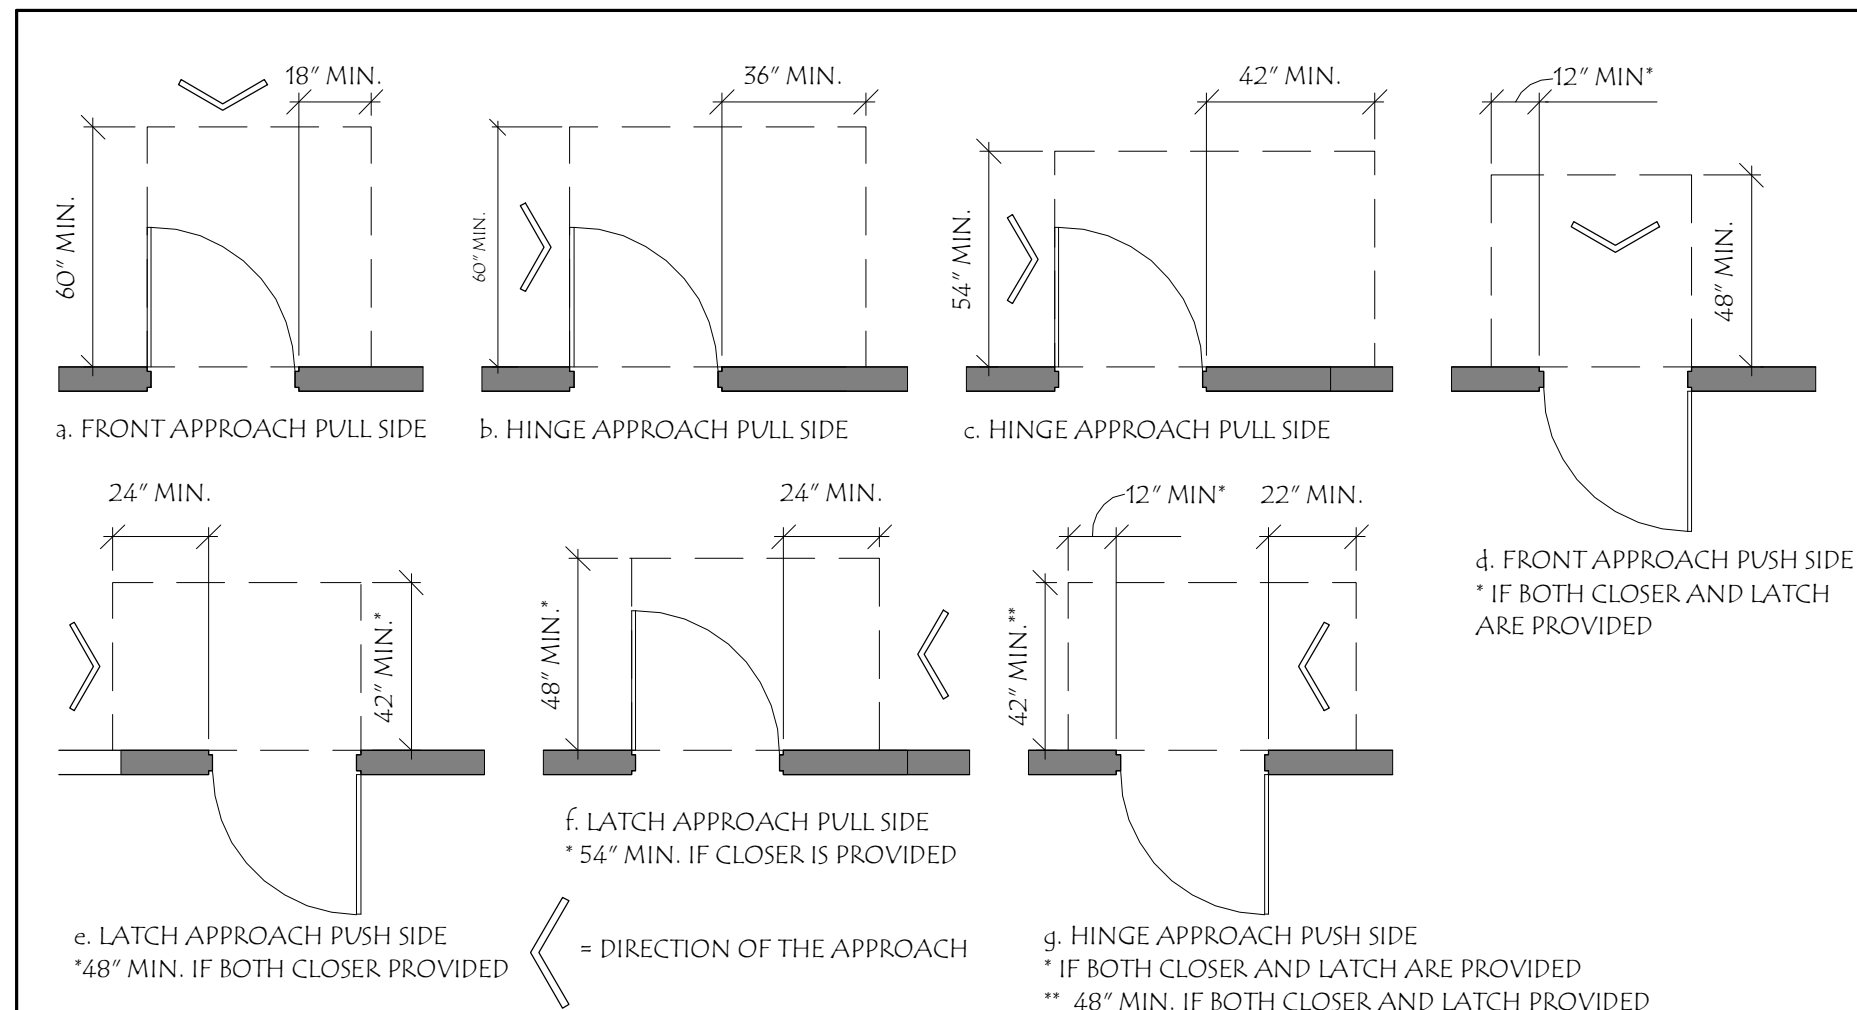 18" MIN.
60" MIN.
a. FRONT APPROACH PULL SIDE
36" MIN.
60" MIN.
b. HINGE APPROACH PULL SIDE
42" MIN.
54" MIN.
c. HINGE APPROACH PULL SIDE
12" MIN*
48" MIN.
d. FRONT APPROACH PUSH SIDE
* IF BOTH CLOSER AND LATCH
ARE PROVIDED
24" MIN.
42" MIN.*
e. LATCH APPROACH PUSH SIDE
*48" MIN. IF BOTH CLOSER PROVIDED
24" MIN.
48" MIN.*
f. LATCH APPROACH PULL SIDE
* 54" MIN. IF CLOSER IS PROVIDED
= DIRECTION OF THE APPROACH
12" MIN*
22" MIN.
42" MIN.**
g. HINGE APPROACH PUSH SIDE
* IF BOTH CLOSER AND LATCH ARE PROVIDED
** 48" MIN. IF BOTH CLOSER AND LATCH PROVIDED